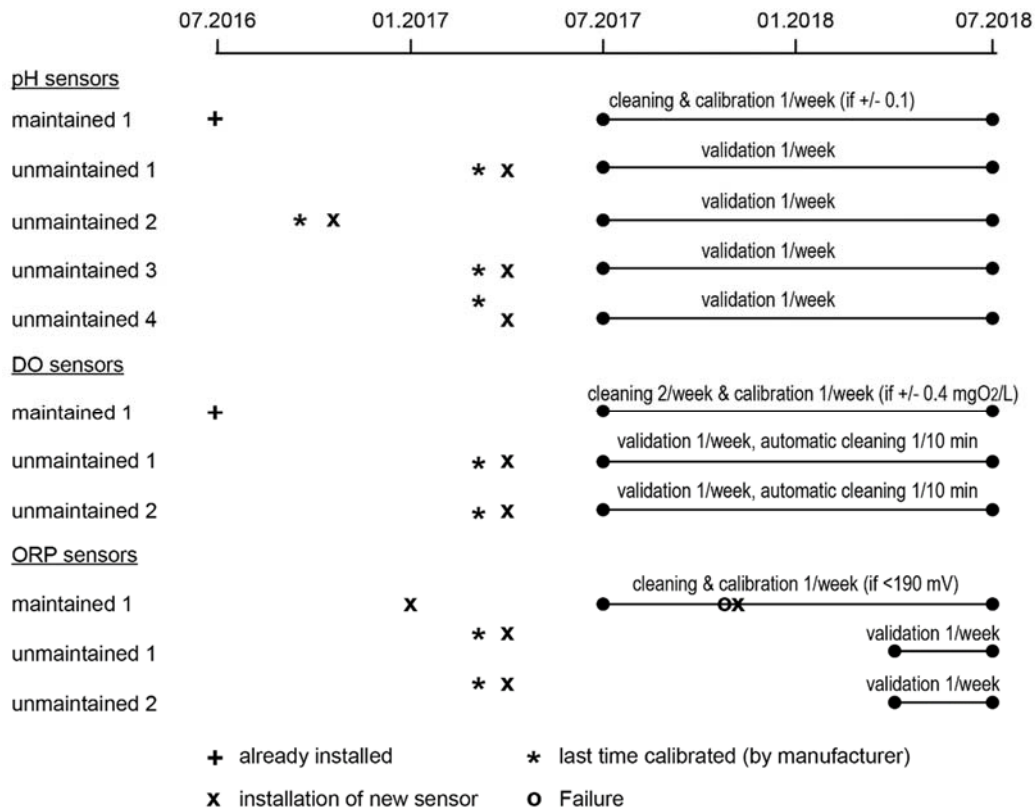 07.2016 01.2017 07.2017 01.2018 07.2018
pH sensors
maintained 1 + cleaning & calibration 1/week (if +/- 0.1)
unmaintained 1 * x validation 1/week
unmaintained 2 * x validation 1/week
unmaintained 3 * x validation 1/week
unmaintained 4 * x validation 1/week
DO sensors
maintained 1 + cleaning 2/week & calibration 1/week (if +/- 0.4 mgO2/L)
unmaintained 1 * x validation 1/week, automatic cleaning 1/10 min
unmaintained 2 * x validation 1/week, automatic cleaning 1/10 min
ORP sensors
maintained 1 x cleaning & calibration 1/week (if <190 mV) ox
unmaintained 1 * x validation 1/week
unmaintained 2 * x validation 1/week
+ already installed * last time calibrated (by manufacturer)
x installation of new sensor o Failure